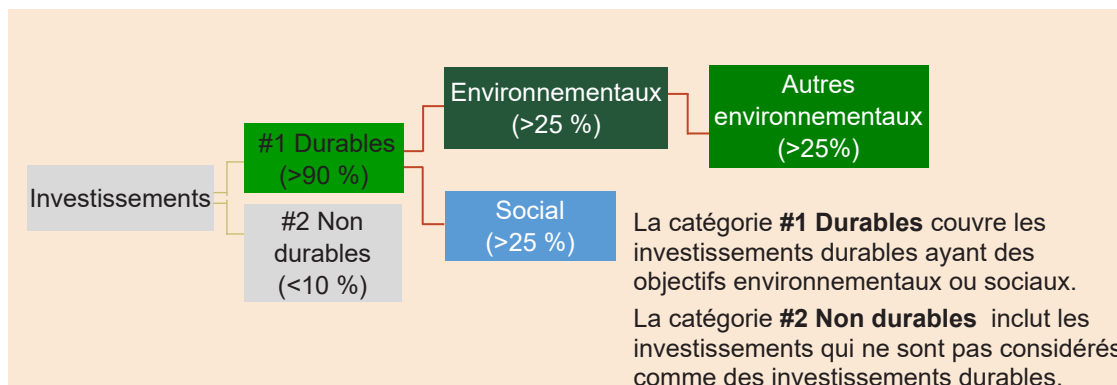 Investissements
#1 Durables
(>90 %)
#2 Non
durables
(<10 %)
Environnementaux
(>25 %)
Social
(>25 %)
Autres
environnementaux
(>25%)
La catégorie #1 Durables couvre les
investissements durables ayant des
objectifs environnementaux ou sociaux.
La catégorie #2 Non durables inclut les
investissements qui ne sont pas considérés
comme des investissements durables.